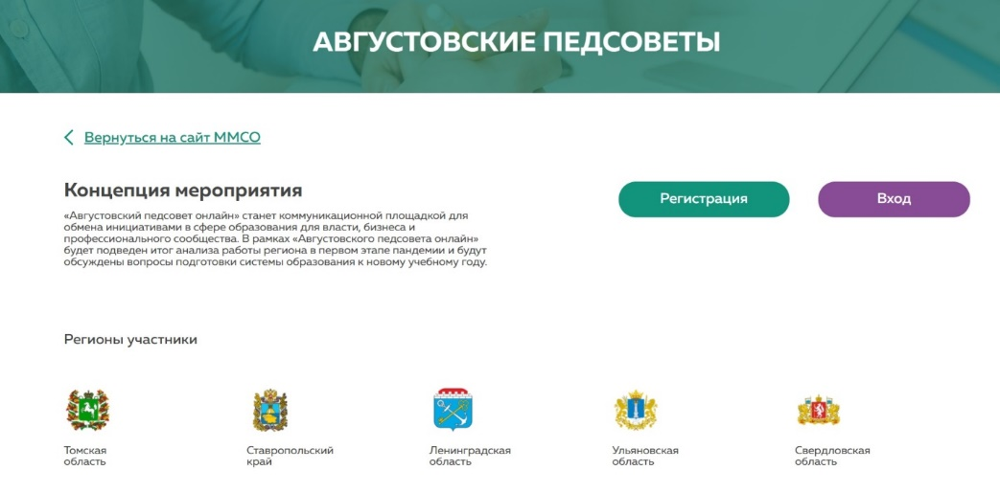 АВГУСТОВСКИЕ ПЕДСОВЕТЫ
Вернуться на сайт ММСО
Концепция мероприятия
Регистрация
Вход
«Августовский педсовет онлайн» станет коммуникационной площадкой для
обмена инициативами в сфере образования для власти, бизнеса и
профессионального сообщества. В рамках «Августовского педсовета онлайн»
будет подведен итог анализа работы региона в первом этапе пандемии и будут
обсуждены вопросы подготовки системы образования к новому учебному году.
Регионы участники
Томская
область
Ставропольский
край
Ленинградская
область
Ульяновская
область
Свердловская
область